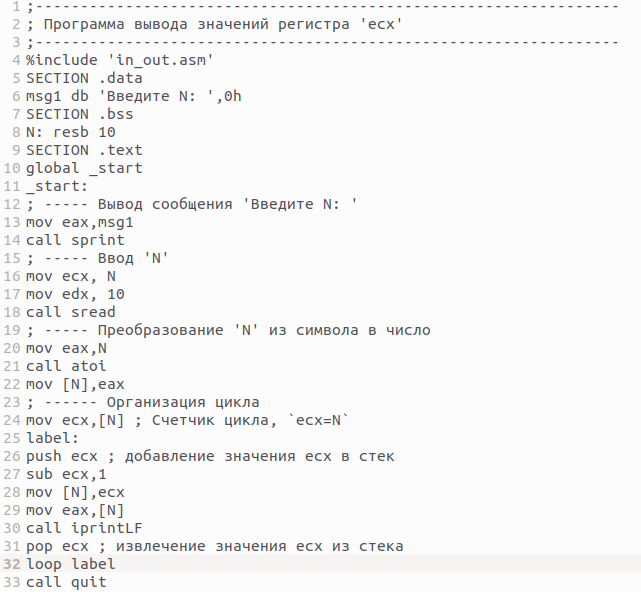 1 ;-----------------------------------------------------------------
2 ; Программа вывода значений регистра 'ecx'
3 ;-----------------------------------------------------------------
4 %include 'in_out.asm'
5 SECTION .data
6 msg1 db 'Введите N: ',0h
7 SECTION .bss
8 N: resb 10
9 SECTION .text
10 global _start
11 _start:
12 ; ----- Вывод сообщения 'Введите N: '
13 mov eax,msg1
14 call sprint
15 ; ----- Ввод 'N'
16 mov ecx, N
17 mov edx, 10
18 call sread
19 ; ----- Преобразование 'N' из символа в число
20 mov eax,N
21 call atoi
22 mov [N],eax
23 ; ------ Организация цикла
24 mov ecx,[N] ; Счетчик цикла, `ecx=N`
25 label:
26 push ecx ; добавление значения ecx в стек
27 sub ecx,1
28 mov [N],ecx
29 mov eax,[N]
30 call iprintLF
31 pop ecx ; извлечение значения ecx из стека
32 loop label
33 call quit